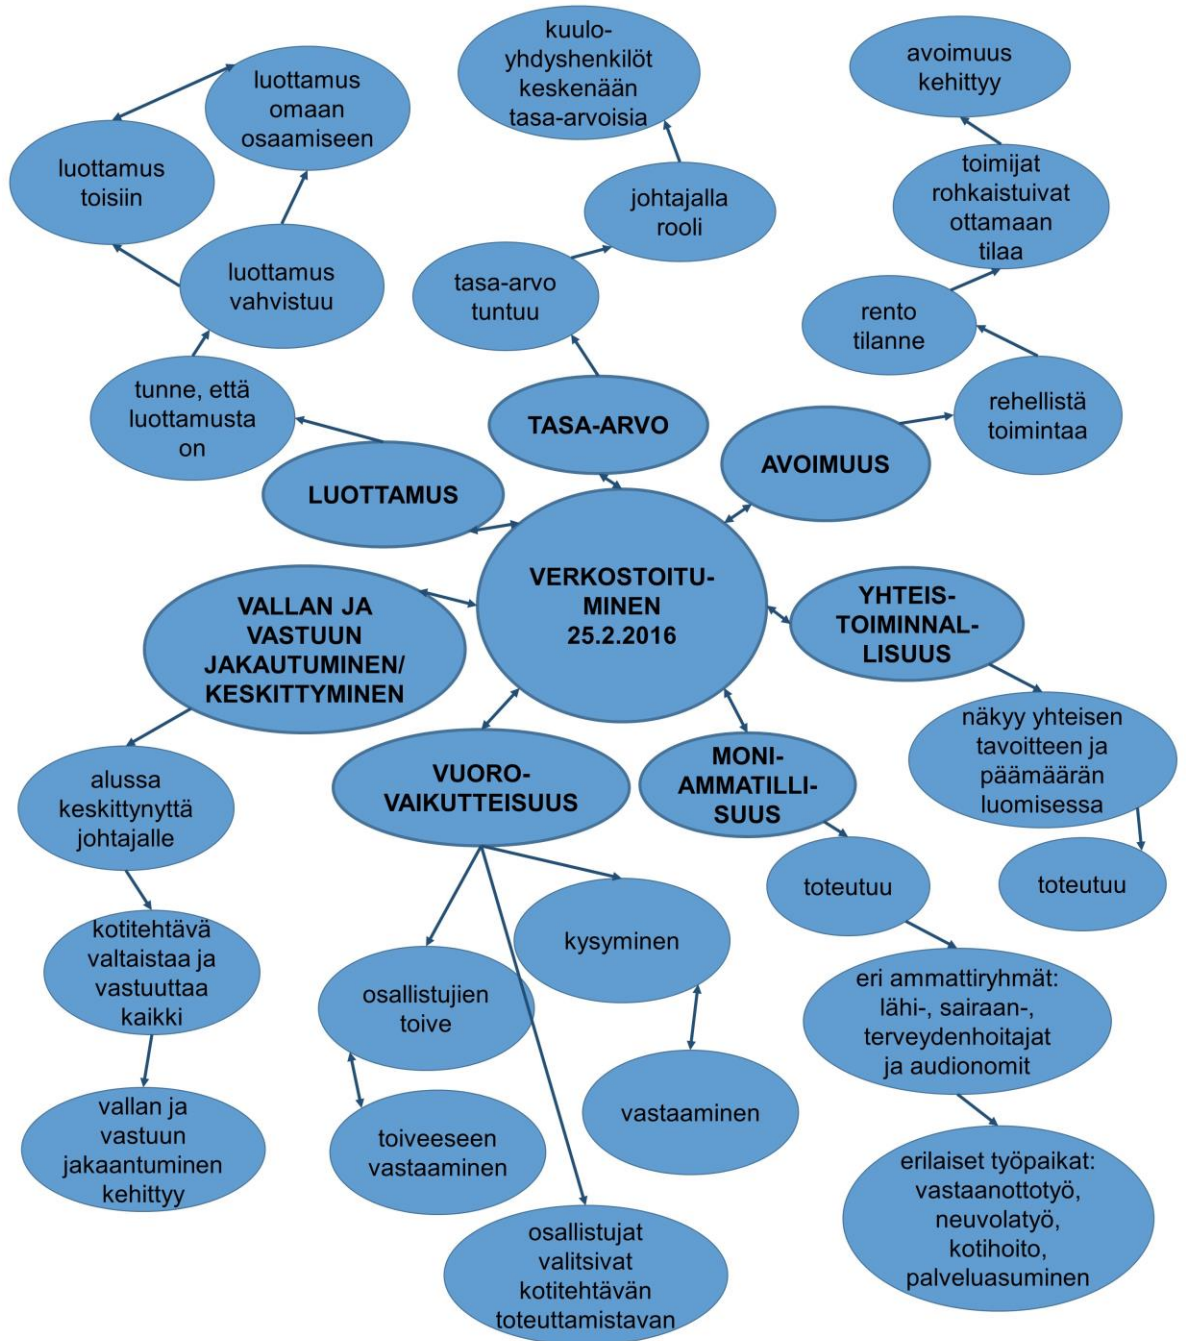 kuulo-
yhdyshenkilöt
keskenään
tasa-arvoisia
avoimuus
kehittyy
luottamus
omaan
osaamiseen
luottamus
toisiin
johtajalla
rooli
toimijat
rohkaistuivat
ottamaan
tilaa
luottamus
vahvistuu
tasa-arvo
tuntuu
rento
tilanne
tunne, että
luottamusta
on
TASA-ARVO
rehellistä
toimintaa
AVOIMUUS
LUOTTAMUS
VERKOSTOITU-
MINEN
25.2.2016
VALLAN JA
VASTUUN
JAKAUTUMINEN/
KESKITTYMINEN
YHTEIS-
TOIMINNAL-
LISUUS
näkyy yhteisen
tavoitteen ja
päämäärän
luomisessa
VUORO-
VAIKUTTEISUUS
MONI-
AMMATILLI-
SUUS
alussa
keskittynyttä
johtajalle
toteutuu
toteutuu
kotitehtävä
valtaistaa ja
vastuuttaa
kaikki
kysyminen
osallistujien
toive
eri ammattiryhmät:
lähi-, sairaan-,
terveydenhoitajat
ja audionomit
vastaaminen
toiveeseen
vastaaminen
vallan ja
vastuun
jakaantuminen
kehittyy
erilaiset työpaikat:
vastaanottotyö,
neuvolatyö,
kotihoito,
palveluasuminen
osallistujat
valitsivat
kotitehtävän
toteuttamistavan